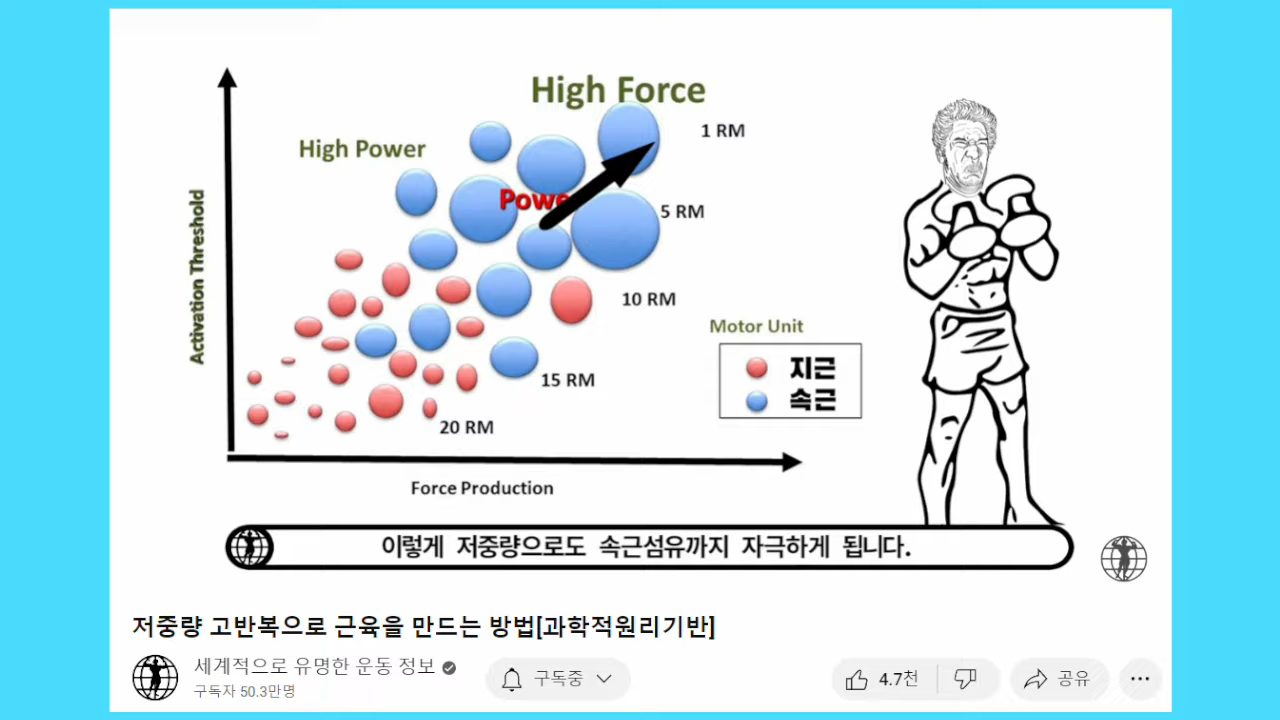 High Force
High Power
1 RM
Powe
5 RM
Activation Threshold
10 RM
Motor Unit
지근
속근
15 RM
20 RM
Force Production
이렇게 저중량으로도 속근섬유까지 자극하게 됩니다.
저중량 고반복으로 근육을 만드는 방법[과학적원리기반]
세계적으로 유명한 운동 정보
구독자 50.3만명
구독중
4.7천
공유